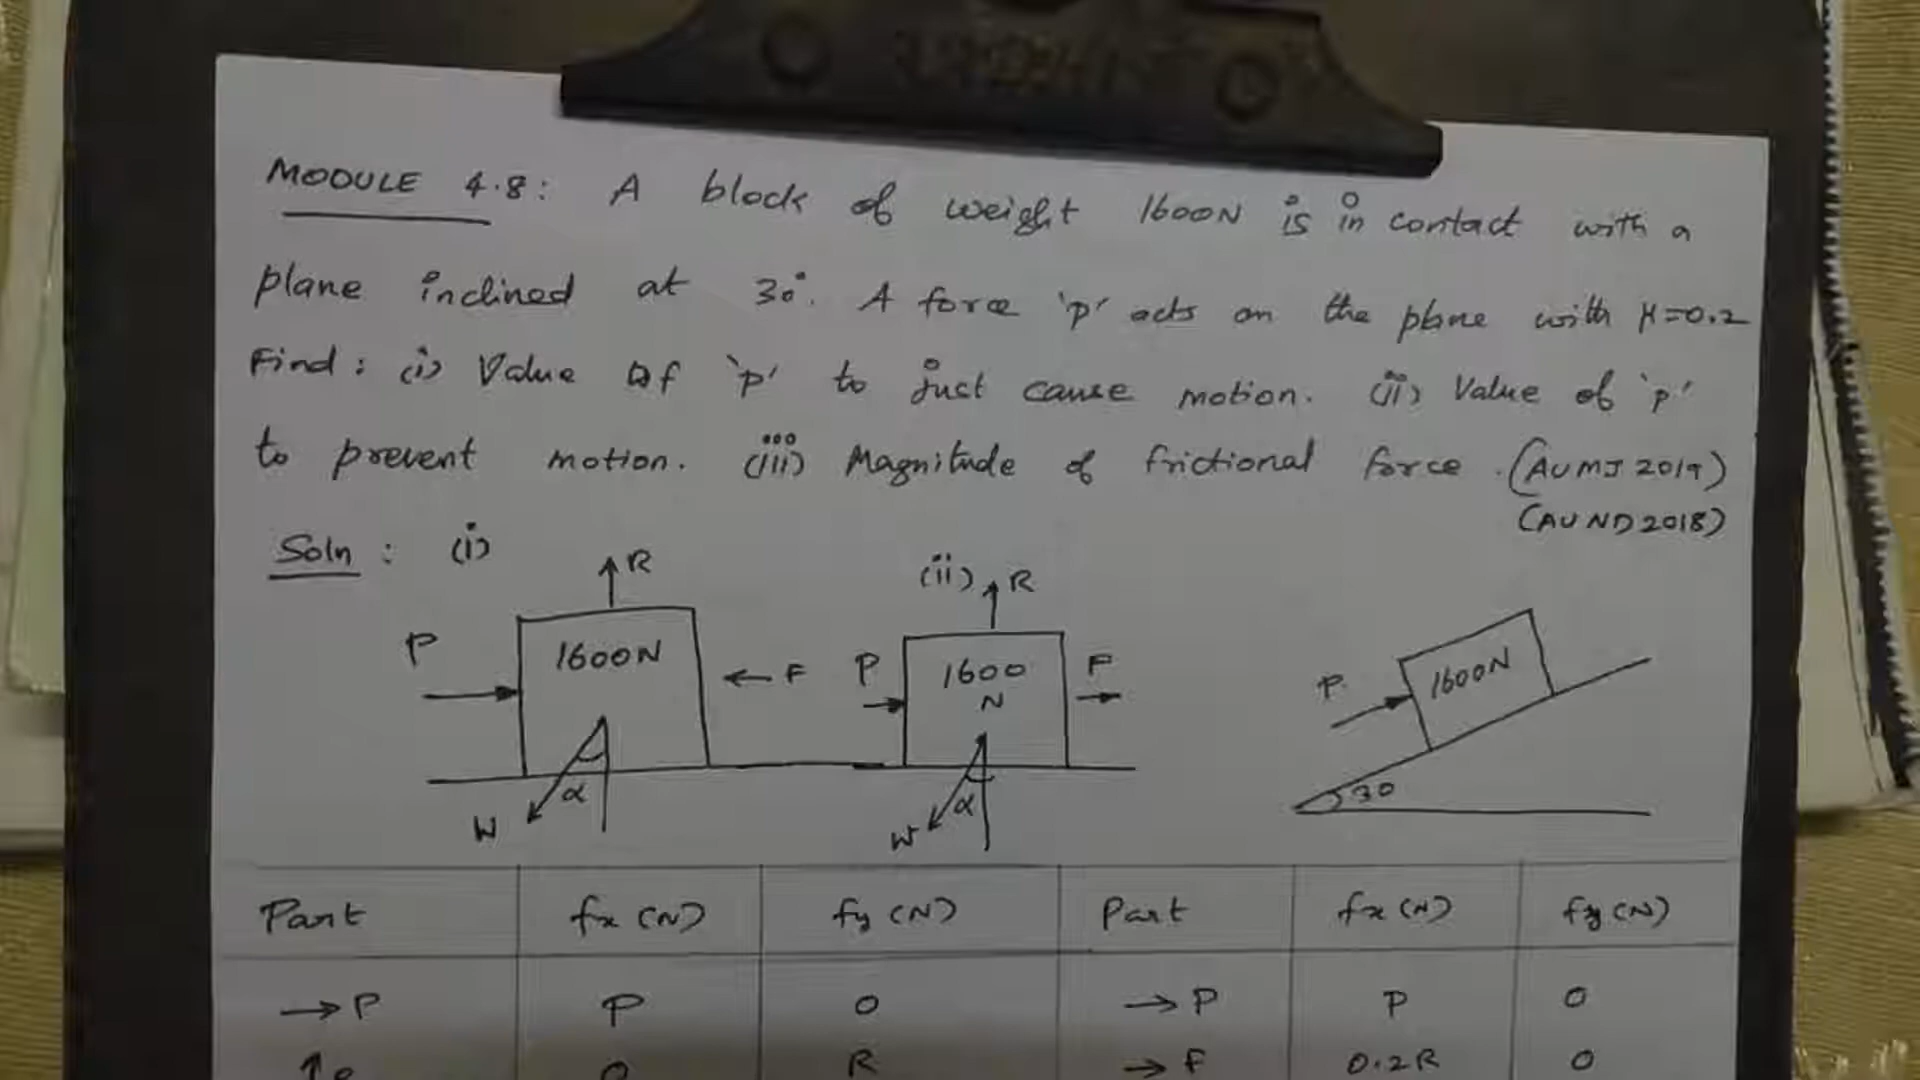 MODULE 4.8: A block of weight 1600N is in contact with a
plane inclined at 30°. A force 'p' acts on the plane with μ=0.2
Find: (i) Value of 'p' to just cause motion. (ii) Value of 'p'
to prevent motion. (iii) Magnitude of frictional force. (AUMJ 2019)
(AU ND 2018)
Soln: (i)
(ii)
R
R
P
1600N
← F
P
1600
N
F
P.
1600N
α
W
α
W
30
Part fx (N) fy (N) Part fx (N) fy (N)
→ P P 0 → P P 0
0 R → F 0.2R 0